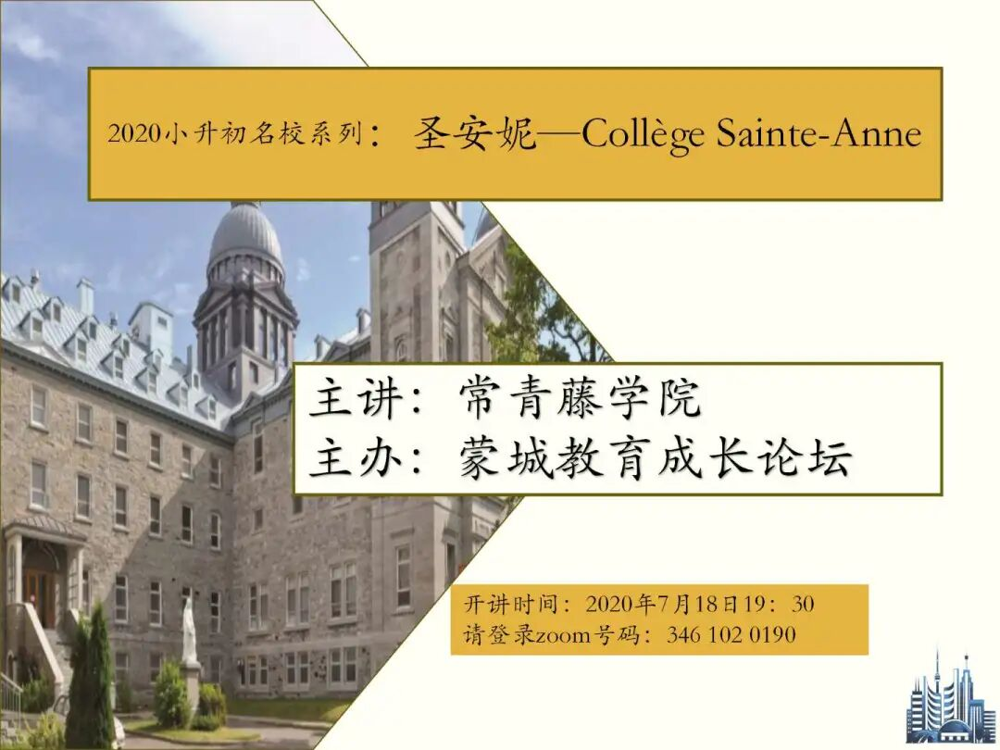 2020小升初名校系列： 圣安妮—Collège Sainte-Anne
主讲：常青藤学院
主办：蒙城教育成长论坛
开讲时间：2020年7月18日19：30
请登录zoom号码：346 102 0190